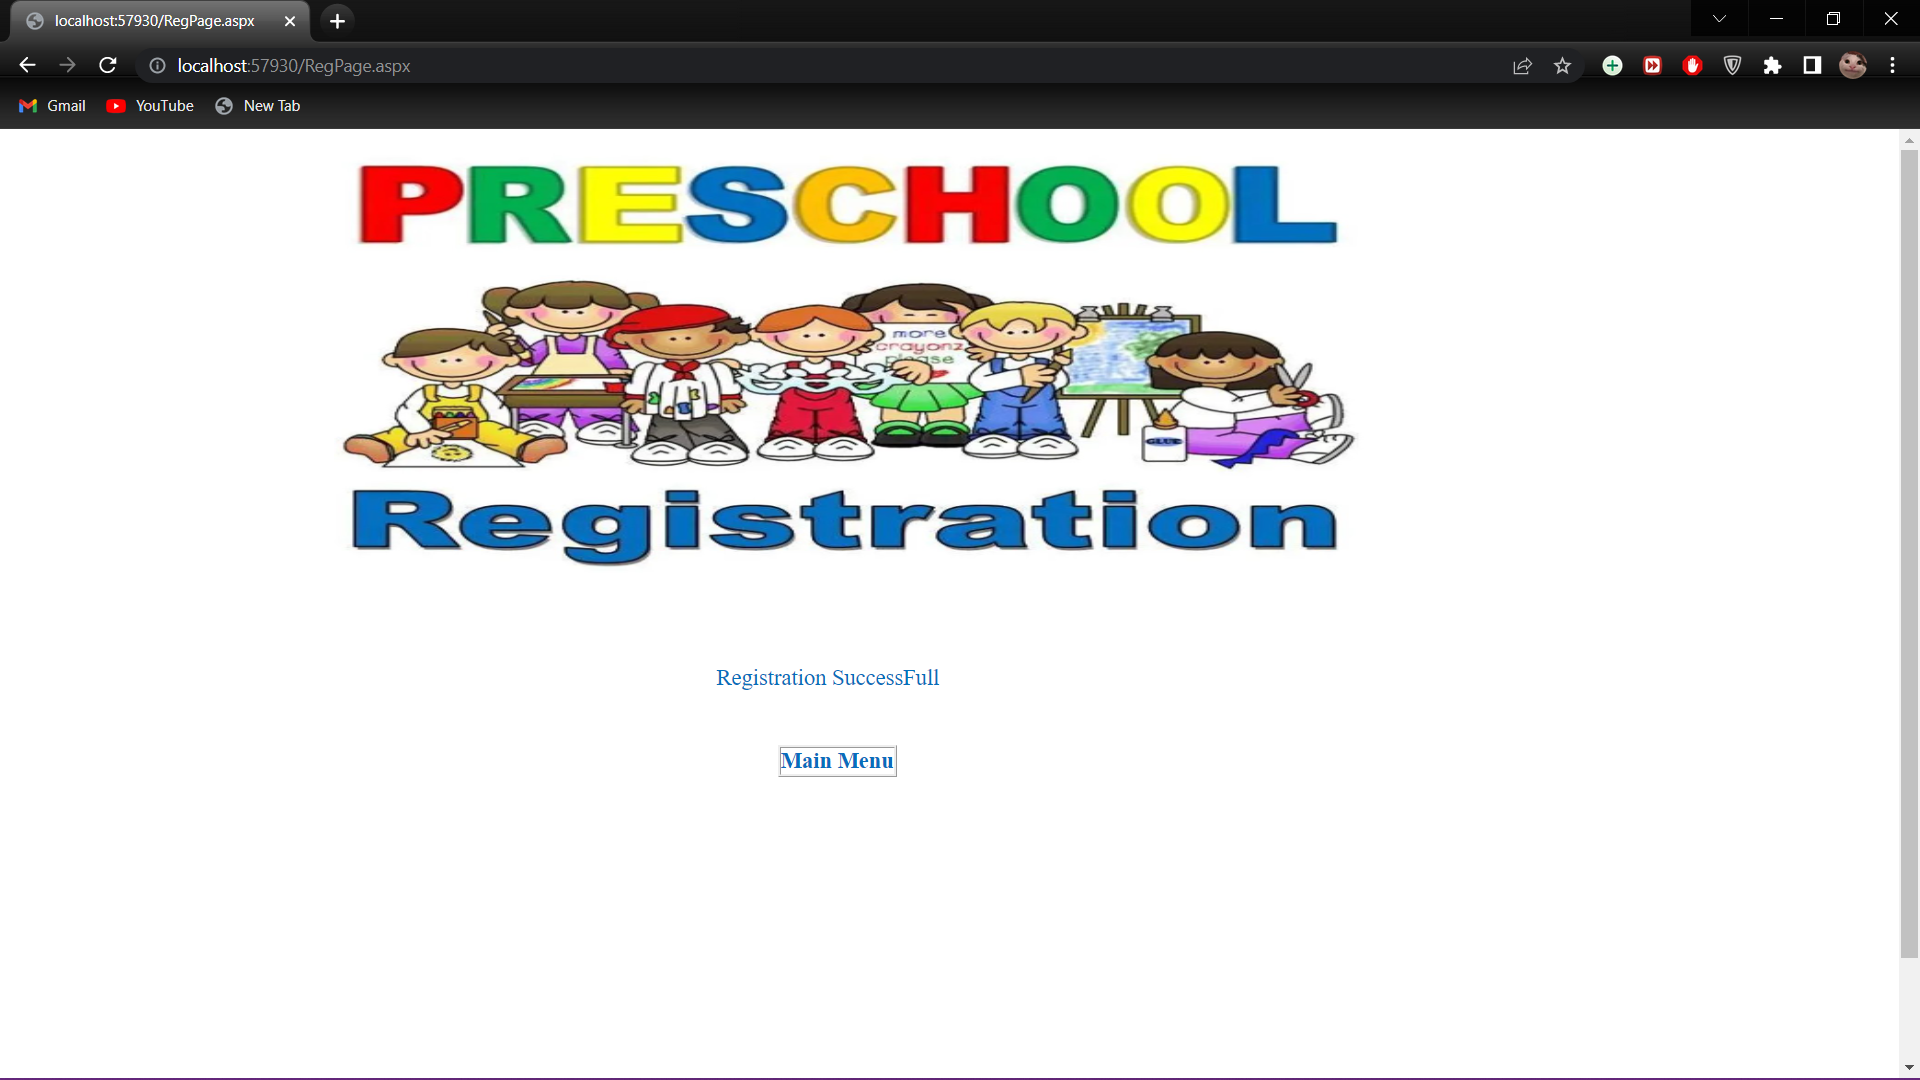 localhost:57930/RegPage.aspx
localhost:57930/RegPage.aspx
Gmail YouTube New Tab
PRESCHOOL
more
crayonz
please
GLUE
Registration
Registration SuccessFull
Main Menu